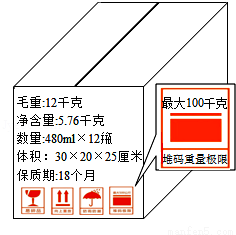 毛重:12千克
净含量:5.76千克
数量:480ml×12瓶
体积：30×20×25厘米
保质期:18个月
最大100千克
堆码重量极限